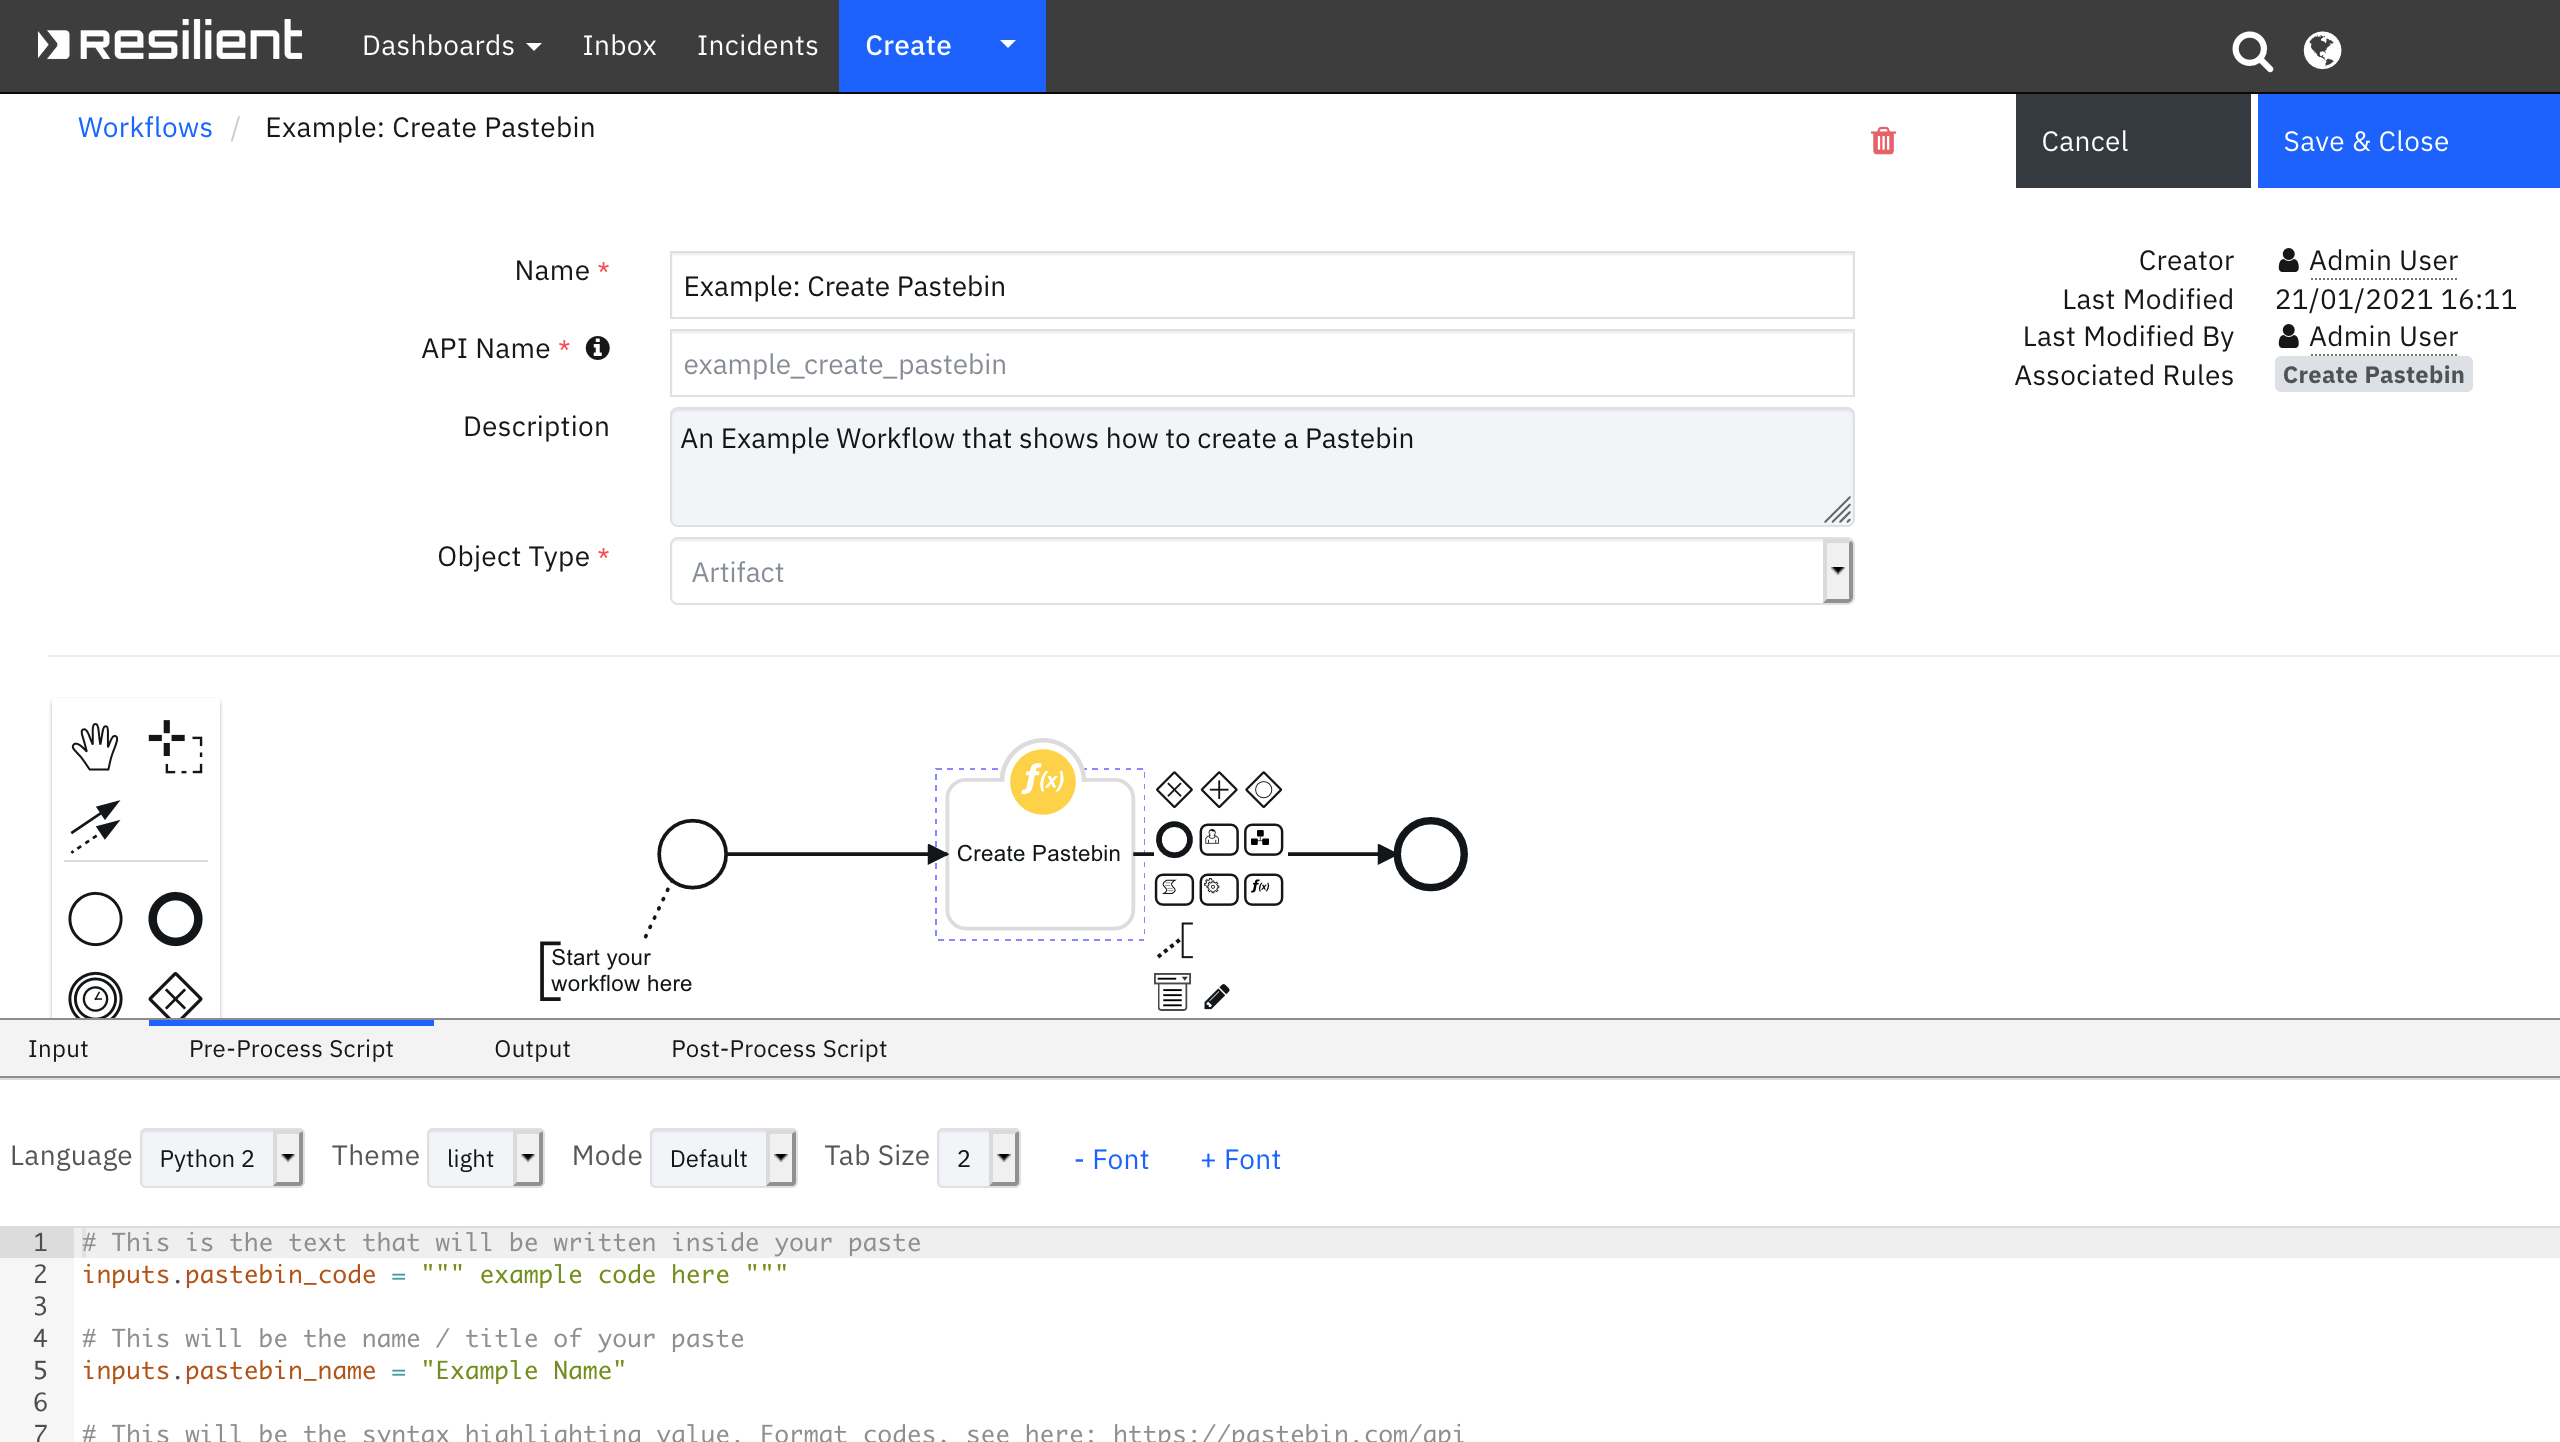 resilient Dashboards Inbox Incidents Create
Workflows / Example: Create Pastebin
Cancel
Save & Close
Name *
Example: Create Pastebin
API Name *
example_create_pastebin
Description
An Example Workflow that shows how to create a Pastebin
Object Type *
Artifact
Creator Admin User
Last Modified 21/01/2021 16:11
Last Modified By Admin User
Associated Rules Create Pastebin
f(x)
Create Pastebin
f(x)
Start your
workflow here
Input Pre-Process Script Output Post-Process Script
Language Python 2 Theme light Mode Default Tab Size 2 - Font + Font
1 # This is the text that will be written inside your paste
2 inputs.pastebin_code = """ example code here """
3
4 # This will be the name / title of your paste
5 inputs.pastebin_name = "Example Name"
6
7 # This will be the syntax highlighting value. Format codes, see here: https://pastebin.com/api